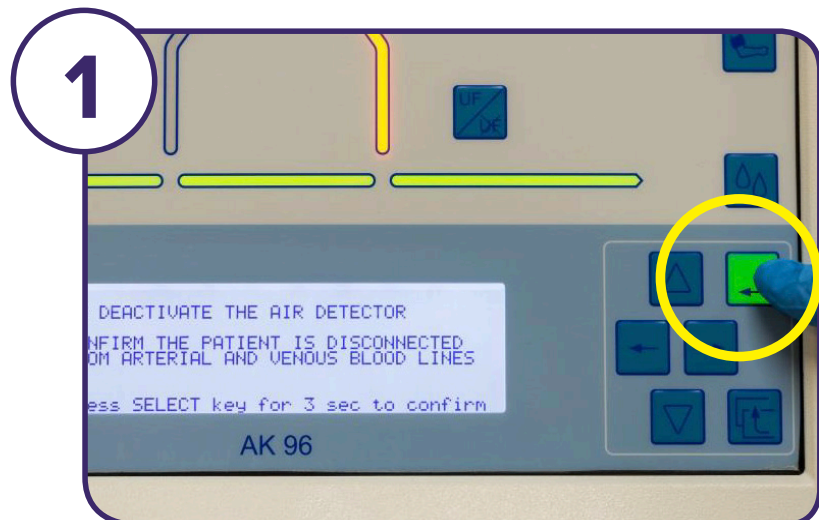 1
UF
DF
DEACTIVATE THE AIR DETECTOR
NFIRM THE PATIENT IS DISCONNECTED
OM ARTERIAL AND VENOUS BLOOD LINES
ess SELECT key for 3 sec to confirm
AK 96